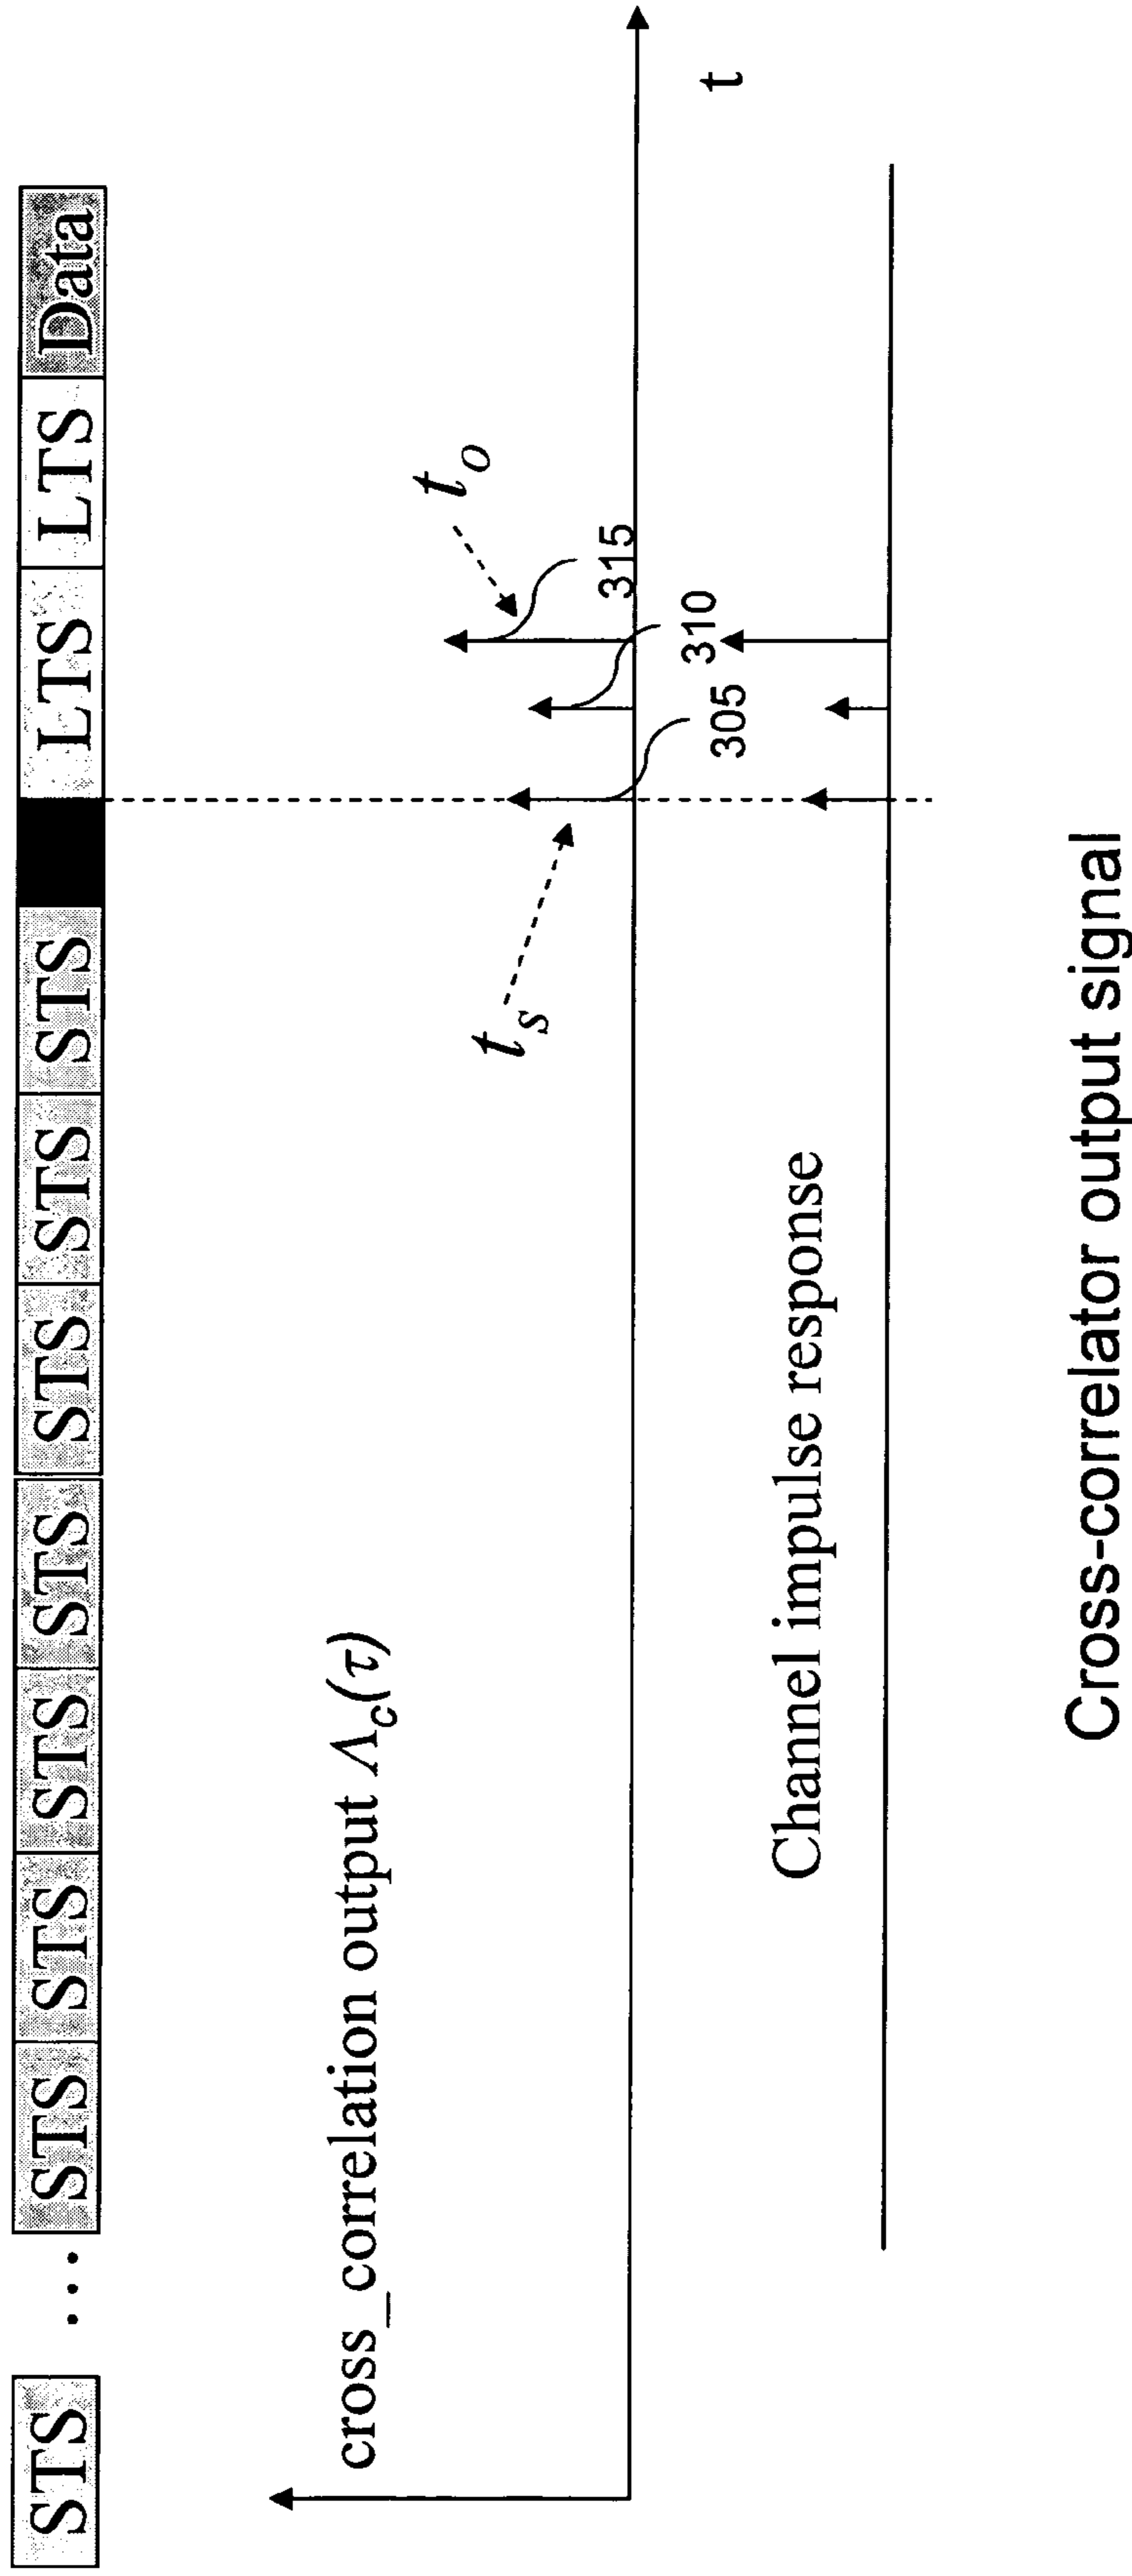 STS ... STS STS STS STS STS STS STS LTS LTS Data
cross_correlation output Λc(τ)
ts
to
315
310
305
t
Channel impulse response
Cross-correlator output signal